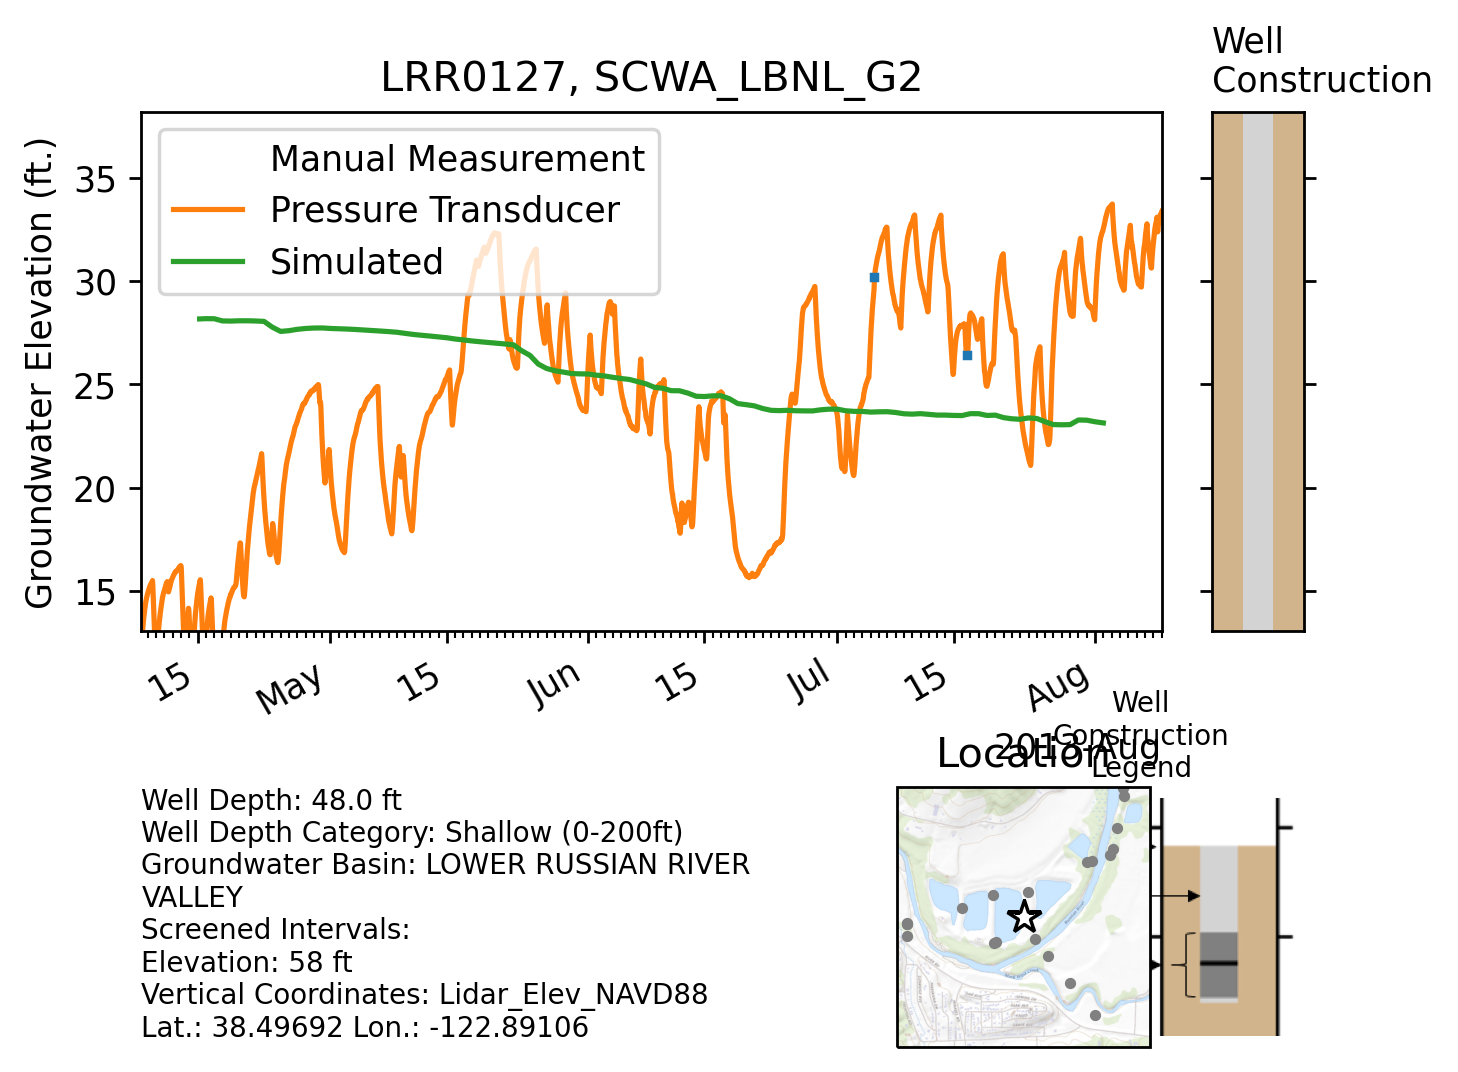 Well
Construction
LRR0127, SCWA_LBNL_G2
Groundwater Elevation (ft.)
Manual Measurement
Pressure Transducer
Simulated
35
30
25
20
15
15
May
15
Jun
15
Jul
15
Aug
2013-Aug
Location
Well
Construction
Legend
Well Depth: 48.0 ft
Well Depth Category: Shallow (0-200ft)
Groundwater Basin: LOWER RUSSIAN RIVER
VALLEY
Screened Intervals:
Elevation: 58 ft
Vertical Coordinates: Lidar_Elev_NAVD88
Lat.: 38.49692 Lon.: -122.89106